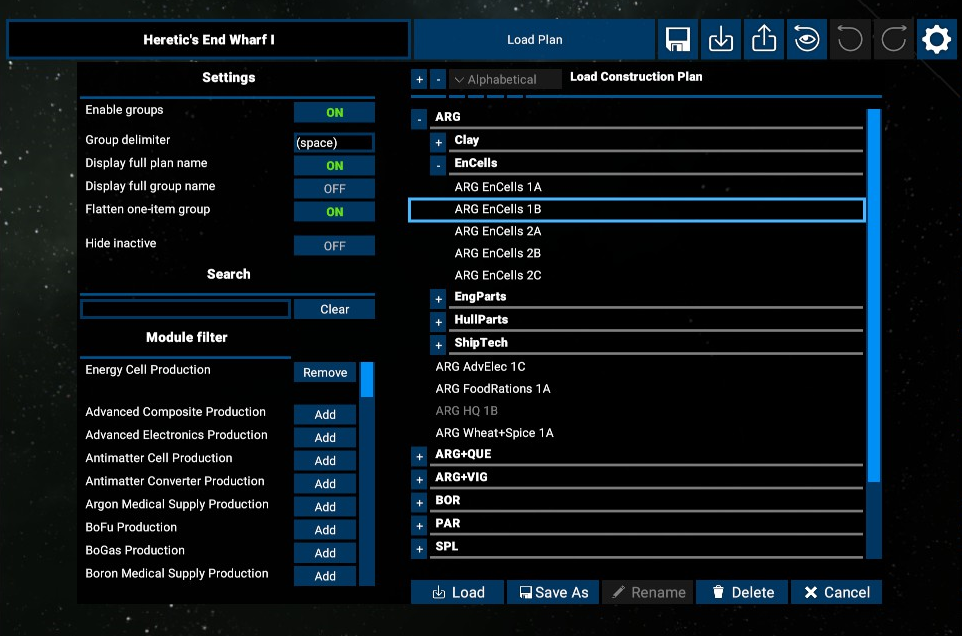 Heretic's End Wharf I
Load Plan
Settings
Enable groups ON
Group delimiter (space)
Display full plan name ON
Display full group name OFF
Flatten one-item group ON
Hide inactive OFF
Search
Clear
Module filter
Energy Cell Production Remove
Advanced Composite Production Add
Advanced Electronics Production Add
Antimatter Cell Production Add
Antimatter Converter Production Add
Argon Medical Supply Production Add
BoFu Production Add
BoGas Production Add
Boron Medical Supply Production Add
+ - Alphabetical Load Construction Plan
- ARG
+ Clay
- EnCells
ARG EnCells 1A
ARG EnCells 1B
ARG EnCells 2A
ARG EnCells 2B
ARG EnCells 2C
+ EngParts
+ HullParts
+ ShipTech
ARG AdvElec 1C
ARG FoodRations 1A
ARG HQ 1B
ARG Wheat+Spice 1A
+ ARG+QUE
+ ARG+VIG
+ BOR
+ PAR
+ SPL
Load Save As Rename Delete Cancel